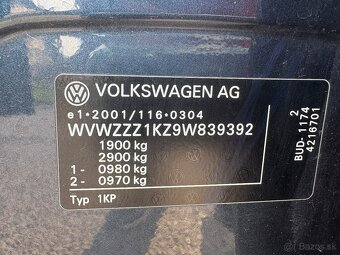 VOLKSWAGEN AG
e1*2001/116*0304
WVWZZZ1KZ9W839392
1900 kg
2900 kg
1- 0980 kg
2- 0970 kg
Typ 1KP
BUD-1174 2
4216701
Bazoš.sk